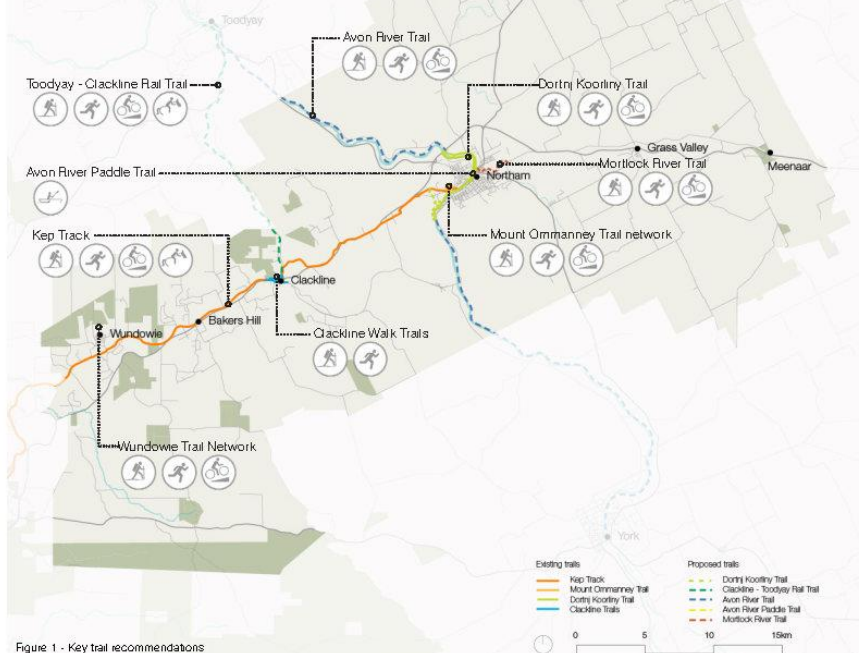 Toodyay
Avon River Trail
Toodyay - Clackline Rail Trail
Dortnj Koorliny Trail
Grass Valley
Mortlock River Trail
Meenaar
Avon River Paddle Trail
Northam
Kep Track
Mount Ommanney Trail network
Clackline
Bakers Hill
Wundowie
Clackline Walk Trails
Wundowie Trail Network
York
Existing trails
Kep Track
Mount Ommanney Trail
Dortnj Koorliny Trail
Clackline Trails
Proposed trails
Dortnj Koorliny Trail
Clackline - Toodyay Rail Trail
Avon River Trail
Avon River Paddle Trail
Mortlock River Trail
0 5 10 15km
Figure 1 - Key trail recommendations